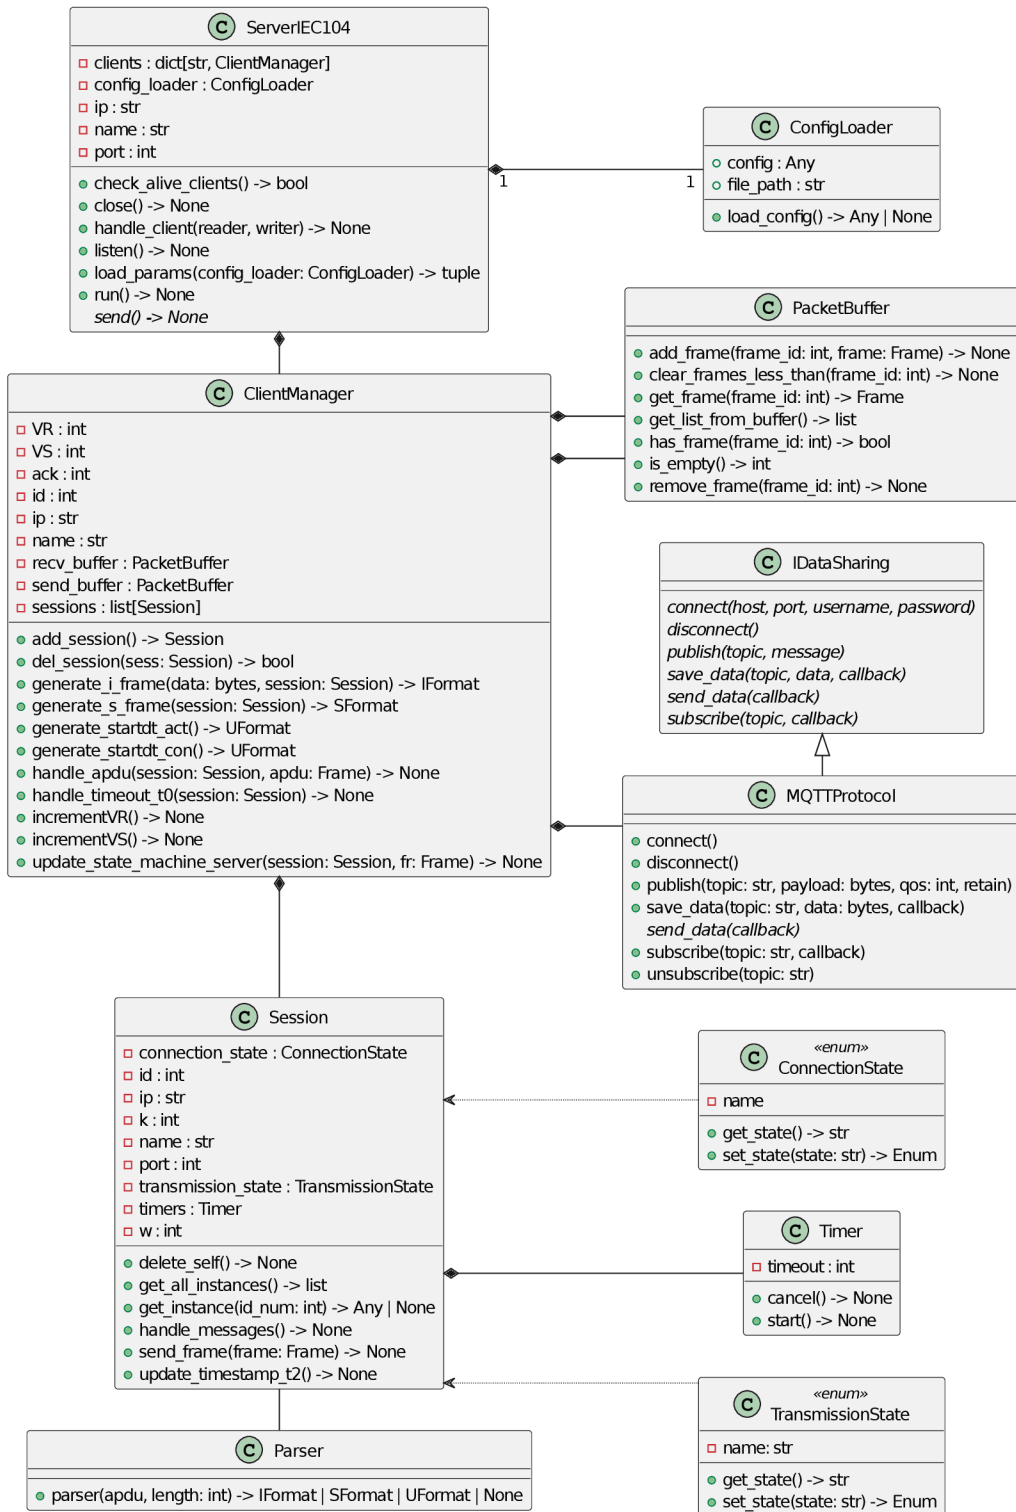 C ServerIEC104
clients : dict[str, ClientManager]
config_loader : ConfigLoader
ip : str
name : str
port : int
check_alive_clients() -> bool
close() -> None
handle_client(reader, writer) -> None
listen() -> None
load_params(config_loader: ConfigLoader) -> tuple
run() -> None
send() -> None
1
1
C ConfigLoader
config : Any
file_path : str
load_config() -> Any | None
C PacketBuffer
add_frame(frame_id: int, frame: Frame) -> None
clear_frames_less_than(frame_id: int) -> None
get_frame(frame_id: int) -> Frame
get_list_from_buffer() -> list
has_frame(frame_id: int) -> bool
is_empty() -> int
remove_frame(frame_id: int) -> None
C ClientManager
VR : int
VS : int
ack : int
id : int
ip : str
name : str
recv_buffer : PacketBuffer
send_buffer : PacketBuffer
sessions : list[Session]
add_session() -> Session
del_session(sess: Session) -> bool
generate_i_frame(data: bytes, session: Session) -> IFormat
generate_s_frame(session: Session) -> SFormat
generate_startdt_act() -> UFormat
generate_startdt_con() -> UFormat
handle_apdu(session: Session, apdu: Frame) -> None
handle_timeout_t0(session: Session) -> None
incrementVR() -> None
incrementVS() -> None
update_state_machine_server(session: Session, fr: Frame) -> None
C IDataSharing
connect(host, port, username, password)
disconnect()
publish(topic, message)
save_data(topic, data, callback)
send_data(callback)
subscribe(topic, callback)
C MQTTProtocol
connect()
disconnect()
publish(topic: str, payload: bytes, qos: int, retain)
save_data(topic: str, data: bytes, callback)
send_data(callback)
subscribe(topic: str, callback)
unsubscribe(topic: str)
C Session
connection_state : ConnectionState
id : int
ip : str
k : int
name : str
port : int
transmission_state : TransmissionState
timers : Timer
w : int
delete_self() -> None
get_all_instances() -> list
get_instance(id_num: int) -> Any | None
handle_messages() -> None
send_frame(frame: Frame) -> None
update_timestamp_t2() -> None
«enum»
C ConnectionState
name
get_state() -> str
set_state(state: str) -> Enum
C Timer
timeout : int
cancel() -> None
start() -> None
«enum»
C TransmissionState
name: str
get_state() -> str
set_state(state: str) -> Enum
C Parser
parser(apdu, length: int) -> IFormat | SFormat | UFormat | None